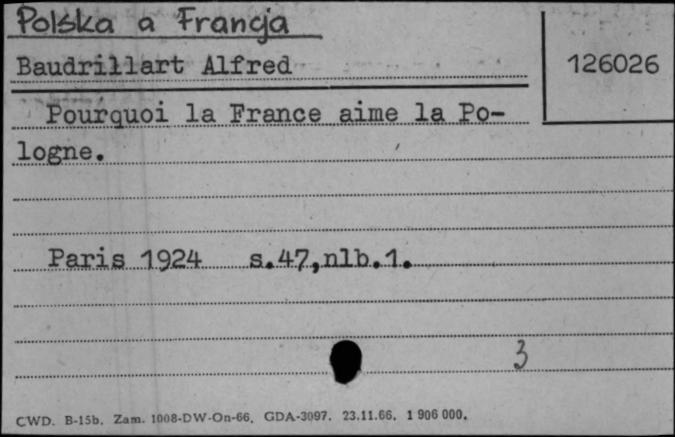 Polska a Francja
Baudrillart Alfred
126026
Pourquoi la France aime la Po-
logne.
Paris 1924 s.47,nlb.1.
3
CWD. B-15b. Zam. 1008-DW-On-66. GDA-3097. 23.11.66. 1 906 000.